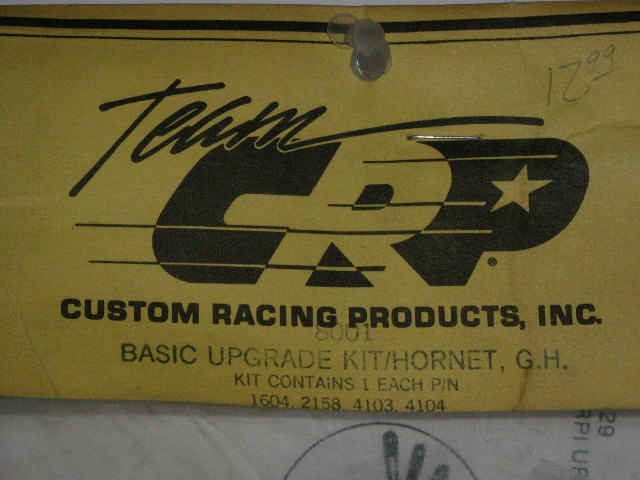 12.99
Team
CRP®
CUSTOM RACING PRODUCTS, INC.
8001
BASIC UPGRADE KIT/HORNET, G.H.
KIT CONTAINS 1 EACH P/N
1604, 2158, 4103, 4104
29